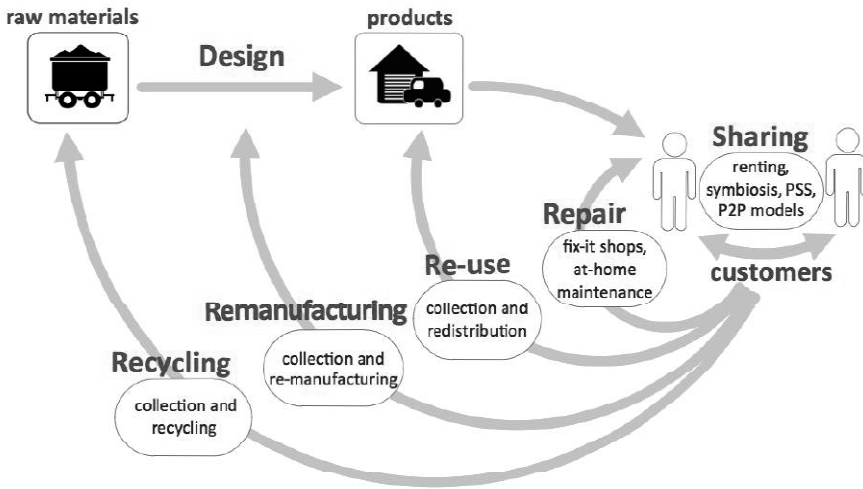 raw materials
products
Design
Sharing
renting,
symbiosis, PSS,
P2P models
customers
Repair
fix-it shops,
at-home
maintenance
Re-use
collection and
redistribution
Remanufacturing
collection and
re-manufacturing
Recycling
collection and
recycling